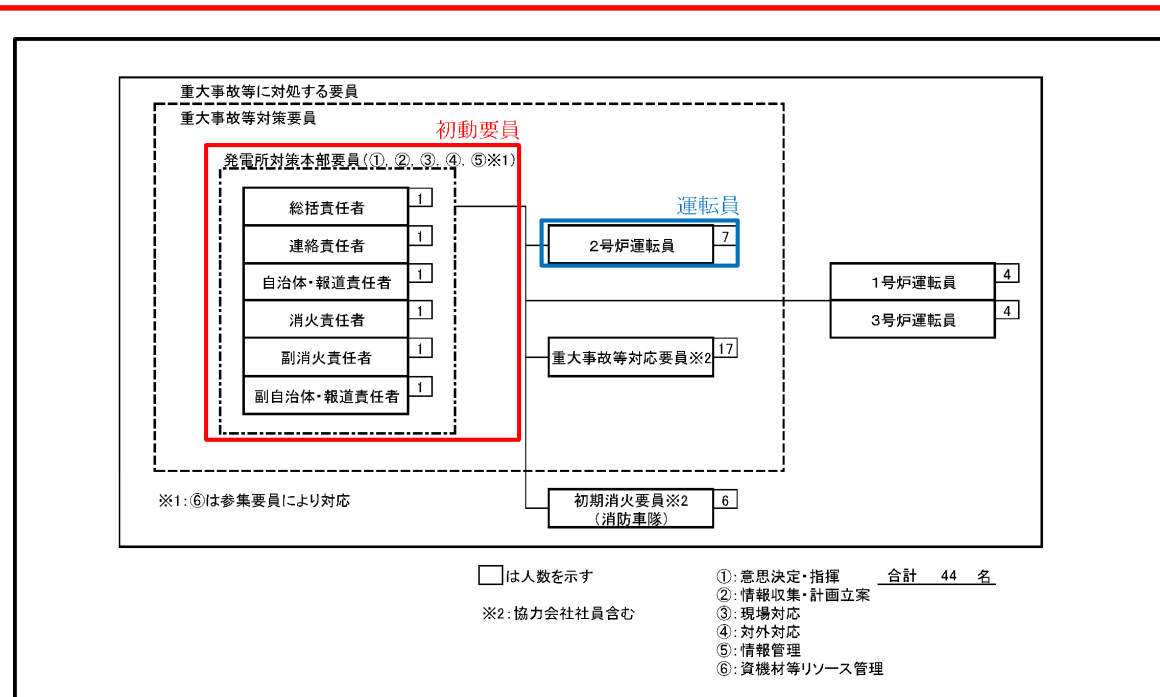 重大事故等に対処する要員
重大事故等対策要員
初動要員
発電所対策本部要員(①, ②, ③, ④, ⑤※1)
総括責任者 1
連絡責任者 1
自治体・報道責任者 1
消火責任者 1
副消火責任者 1
副自治体・報道責任者 1
運転員
2号炉運転員 7
重大事故等対応要員※2 17
初期消火要員※2 6
(消防車隊)
1号炉運転員 4
3号炉運転員 4
※1:⑥は参集要員により対応
は人数を示す
※2:協力会社社員含む
①:意思決定・指揮 合計 44 名
②:情報収集・計画立案
③:現場対応
④:対外対応
⑤:情報管理
⑥:資機材等リソース管理